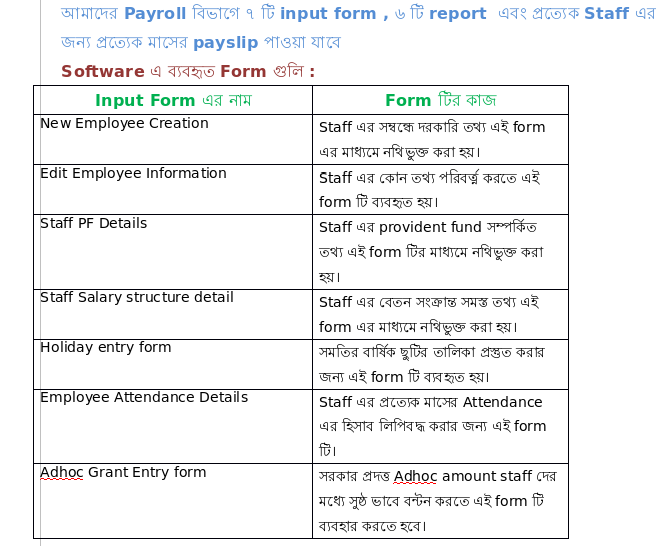 আমাদের Payroll বিভাগে ৭ টি input form , ৬ টি report এবং প্রত্যেক Staff এর
জন্য প্রত্যেক মাসের payslip পাওয়া যাবে
Software এ ব্যবহৃত Form গুলি :
Input Form এর নাম
Form টির কাজ
New Employee Creation
Staff এর সম্বন্ধে দরকারি তথ্য এই form
এর মাধ্যমে নথিভুক্ত করা হয়।
Edit Employee Information
Staff এর কোন তথ্য পরিবর্ত্ন করতে এই
form টি ব্যবহৃত হয়।
Staff PF Details
Staff এর provident fund সম্পর্কিত
তথ্য এই form টির মাধ্যমে নথিভুক্ত করা
হয়।
Staff Salary structure detail
Staff এর বেতন সংক্রান্ত সমস্ত তথ্য এই
form এর মাধ্যমে নথিভুক্ত করা হয়।
Holiday entry form
সমতির বার্ষিক ছুটির তালিকা প্রস্তুত করার
জন্য এই form টি ব্যবহৃত হয়।
Employee Attendance Details
Staff এর প্রত্যেক মাসের Attendance
এর হিসাব লিপিবদ্ধ করার জন্য এই form
টি।
Adhoc Grant Entry form
সরকার প্রদত্ত Adhoc amount staff দের
মধ্যে সুষ্ঠ ভাবে বন্টন করতে এই form টি
ব্যবহার করতে হবে।